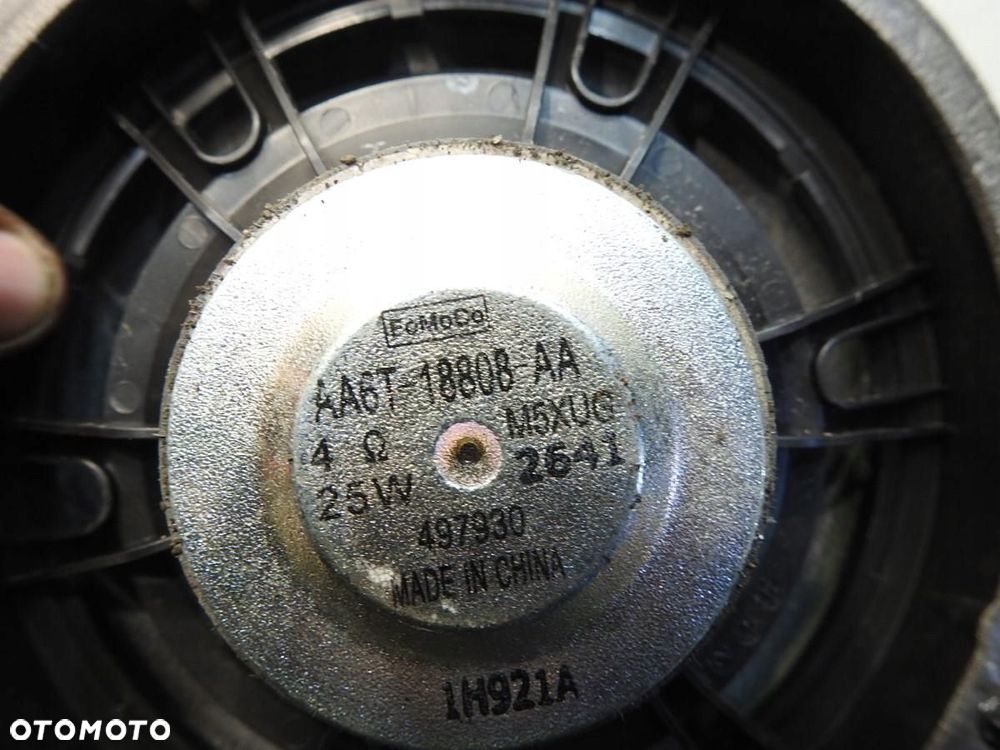 FoMoCo
AA6T-18808-AA
4 Ω M5XUG
25W 2641
497930
MADE IN CHINA
1H921A
OTOMOTO